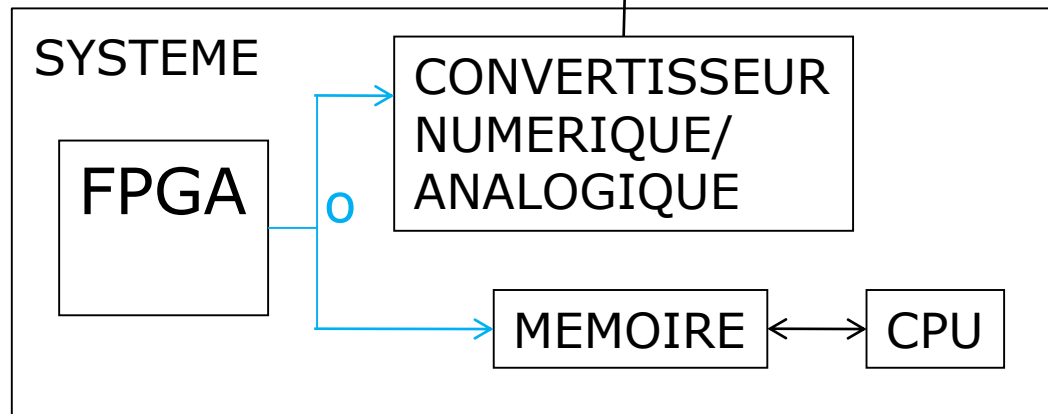 SYSTEME
CONVERTISSEUR
NUMERIQUE/
ANALOGIQUE
FPGA
o
MEMOIRE
CPU